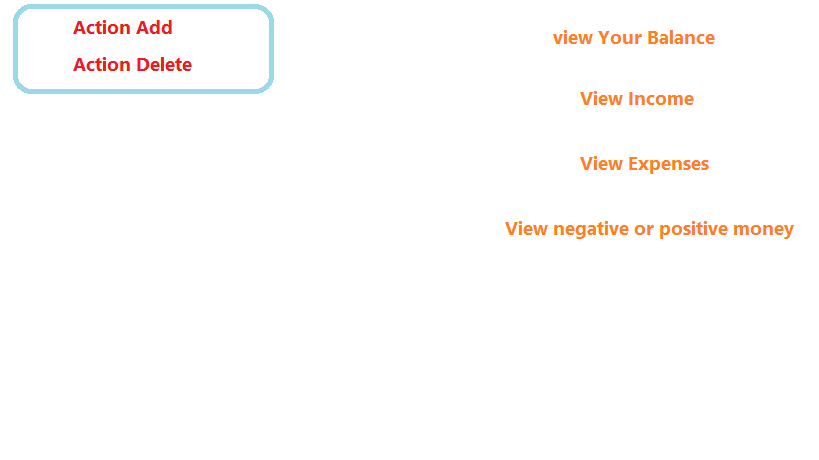 Action Add
Action Delete
view Your Balance
View Income
View Expenses
View negative or positive money